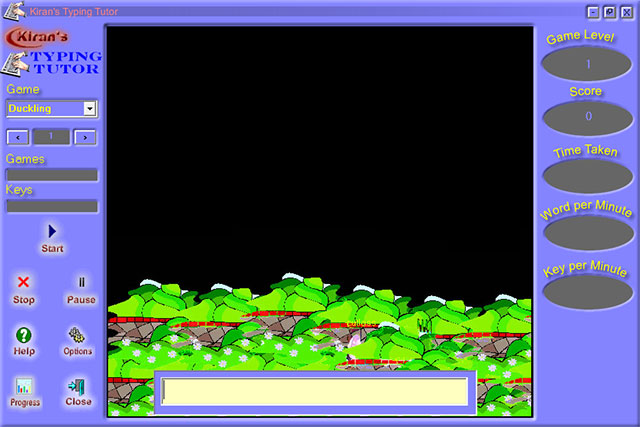 Kiran's Typing Tutor
Kiran's
TYPING
TUTOR
Game
Duckling
< 1 >
Games
Keys
Start
Stop Pause
Help Options
Progress Close
Game Level
1
Score
0
Time Taken
Word per Minute
Key per Minute